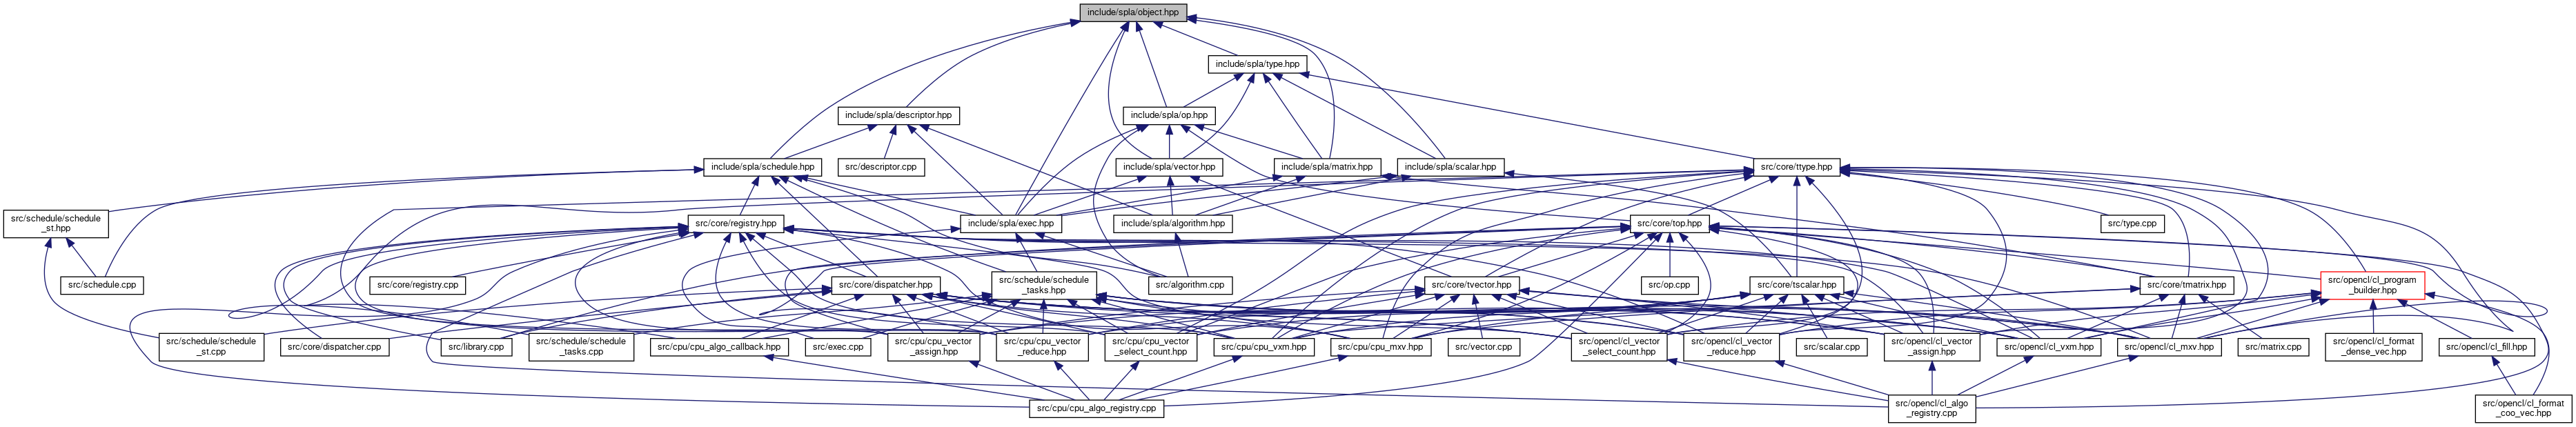 include/spla/object.hpp
include/spla/type.hpp
include/spla/descriptor.hpp
include/spla/op.hpp
include/spla/schedule.hpp
src/descriptor.cpp
include/spla/vector.hpp
include/spla/matrix.hpp
include/spla/scalar.hpp
src/core/ttype.hpp
src/schedule/schedule
_st.hpp
src/core/registry.hpp
include/spla/exec.hpp
include/spla/algorithm.hpp
src/core/top.hpp
src/type.cpp
src/schedule.cpp
src/core/registry.cpp
src/core/dispatcher.hpp
src/schedule/schedule
_tasks.hpp
src/algorithm.cpp
src/core/tvector.hpp
src/op.cpp
src/core/tscalar.hpp
src/core/tmatrix.hpp
src/opencl/cl_program
_builder.hpp
src/schedule/schedule
_st.cpp
src/core/dispatcher.cpp
src/library.cpp
src/schedule/schedule
_tasks.cpp
src/cpu/cpu_algo_callback.hpp
src/exec.cpp
src/cpu/cpu_vector
_assign.hpp
src/cpu/cpu_vector
_reduce.hpp
src/cpu/cpu_vector
_select_count.hpp
src/cpu/cpu_vxm.hpp
src/cpu/cpu_mxv.hpp
src/vector.cpp
src/opencl/cl_vector
_select_count.hpp
src/opencl/cl_vector
_reduce.hpp
src/scalar.cpp
src/opencl/cl_vector
_assign.hpp
src/opencl/cl_vxm.hpp
src/opencl/cl_mxv.hpp
src/matrix.cpp
src/opencl/cl_format
_dense_vec.hpp
src/opencl/cl_fill.hpp
src/cpu/cpu_algo_registry.cpp
src/opencl/cl_algo
_registry.cpp
src/opencl/cl_format
_coo_vec.hpp